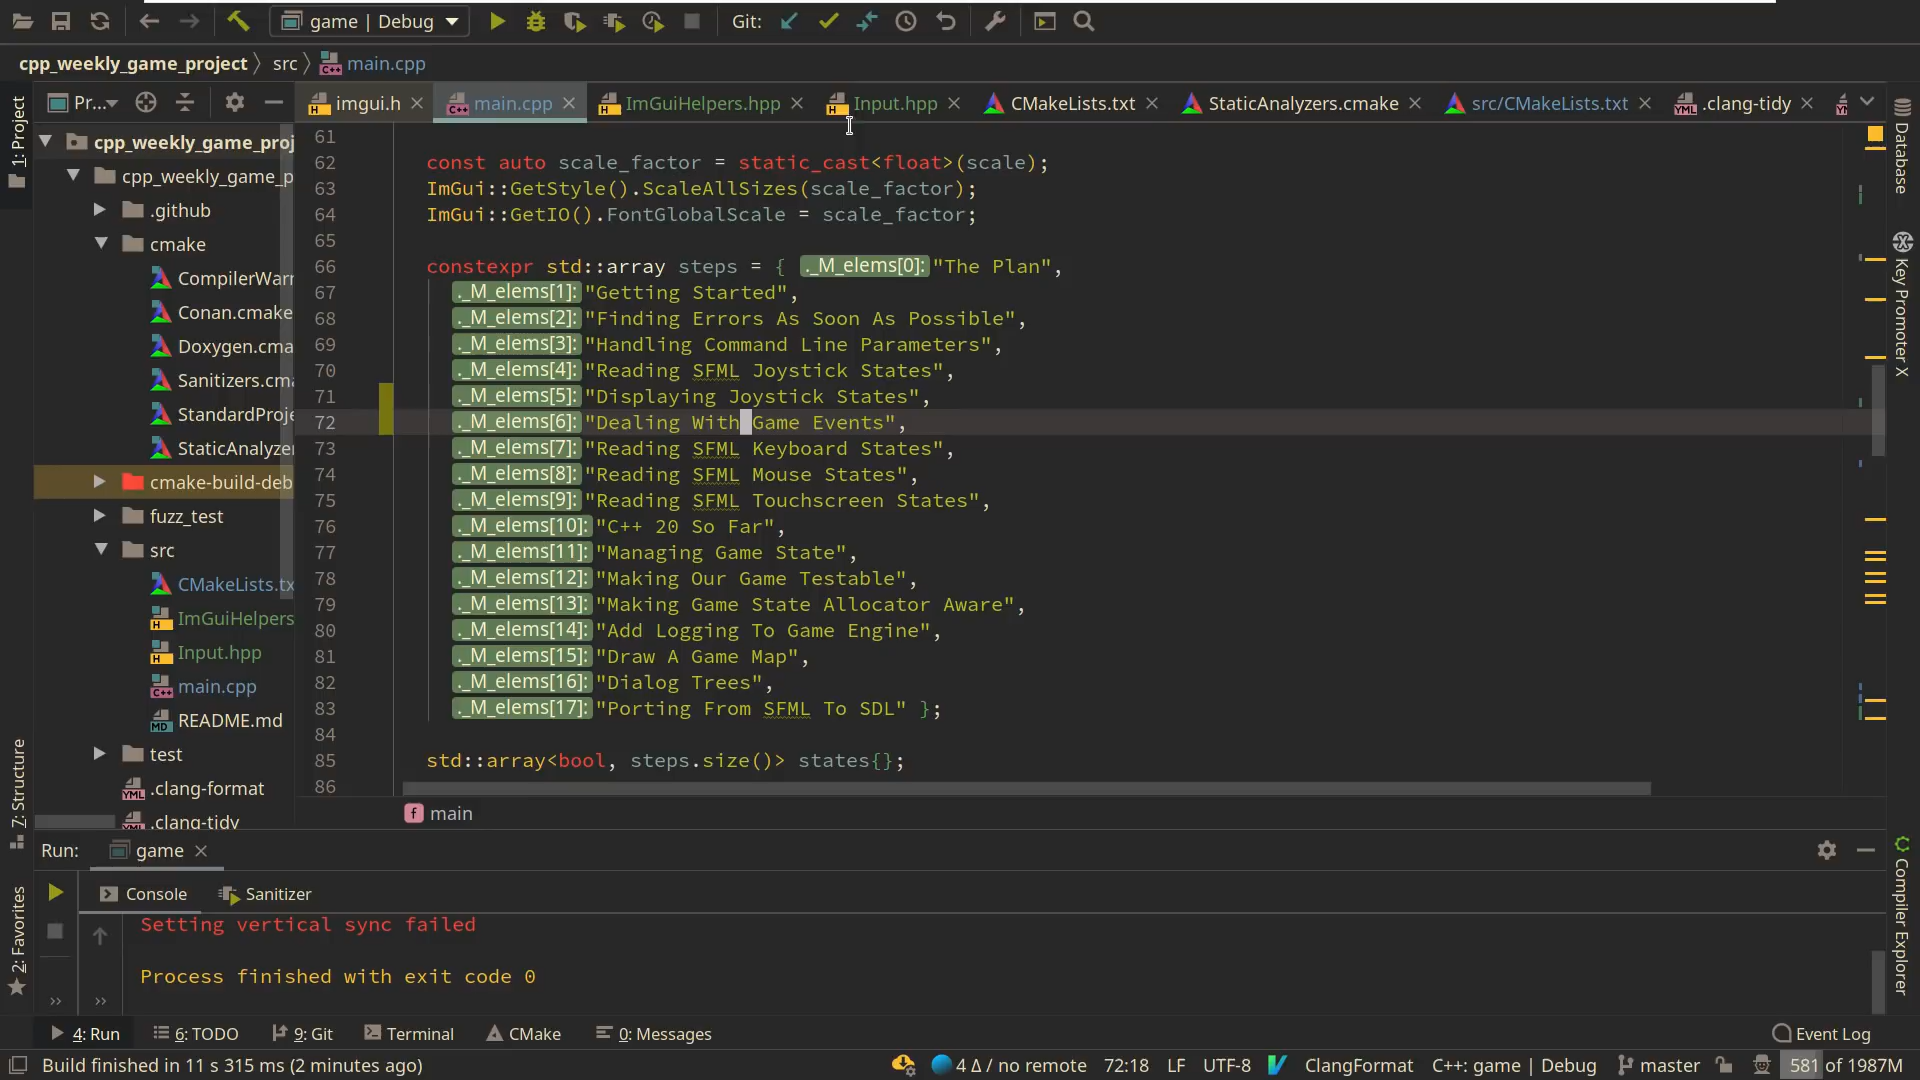 game | Debug
Git:
cpp_weekly_game_project src main.cpp
1: Project
Pr...
imgui.h
main.cpp
ImGuiHelpers.hpp
Input.hpp
CMakeLists.txt
StaticAnalyzers.cmake
src/CMakeLists.txt
.clang-tidy
cpp_weekly_game_proj
cpp_weekly_game_p
.github
cmake
CompilerWarr
Conan.cmake
Doxygen.cma
Sanitizers.cma
StandardProje
StaticAnalyze
cmake-build-deb
fuzz_test
src
CMakeLists.tx
ImGuiHelpers
Input.hpp
main.cpp
README.md
test
.clang-format
.clang-tidy
61
62 const auto scale_factor = static_cast<float>(scale);
63 ImGui::GetStyle().ScaleAllSizes(scale_factor);
64 ImGui::GetIO().FontGlobalScale = scale_factor;
65
66 constexpr std::array steps = { ._M_elems[0]: "The Plan",
67 ._M_elems[1]: "Getting Started",
68 ._M_elems[2]: "Finding Errors As Soon As Possible",
69 ._M_elems[3]: "Handling Command Line Parameters",
70 ._M_elems[4]: "Reading SFML Joystick States",
71 ._M_elems[5]: "Displaying Joystick States",
72 ._M_elems[6]: "Dealing With Game Events",
73 ._M_elems[7]: "Reading SFML Keyboard States",
74 ._M_elems[8]: "Reading SFML Mouse States",
75 ._M_elems[9]: "Reading SFML Touchscreen States",
76 ._M_elems[10]: "C++ 20 So Far",
77 ._M_elems[11]: "Managing Game State",
78 ._M_elems[12]: "Making Our Game Testable",
79 ._M_elems[13]: "Making Game State Allocator Aware",
80 ._M_elems[14]: "Add Logging To Game Engine",
81 ._M_elems[15]: "Draw A Game Map",
82 ._M_elems[16]: "Dialog Trees",
83 ._M_elems[17]: "Porting From SFML To SDL" };
84
85 std::array<bool, steps.size()> states{};
86
f main
Database
Key Promoter X
Compiler Explorer
7: Structure
2: Favorites
Run: game
Console
Sanitizer
Setting vertical sync failed
Process finished with exit code 0
4: Run
6: TODO
9: Git
Terminal
CMake
0: Messages
Event Log
Build finished in 11 s 315 ms (2 minutes ago)
4 Δ / no remote
72:18
LF
UTF-8
ClangFormat
C++: game | Debug
master
581 of 1987M